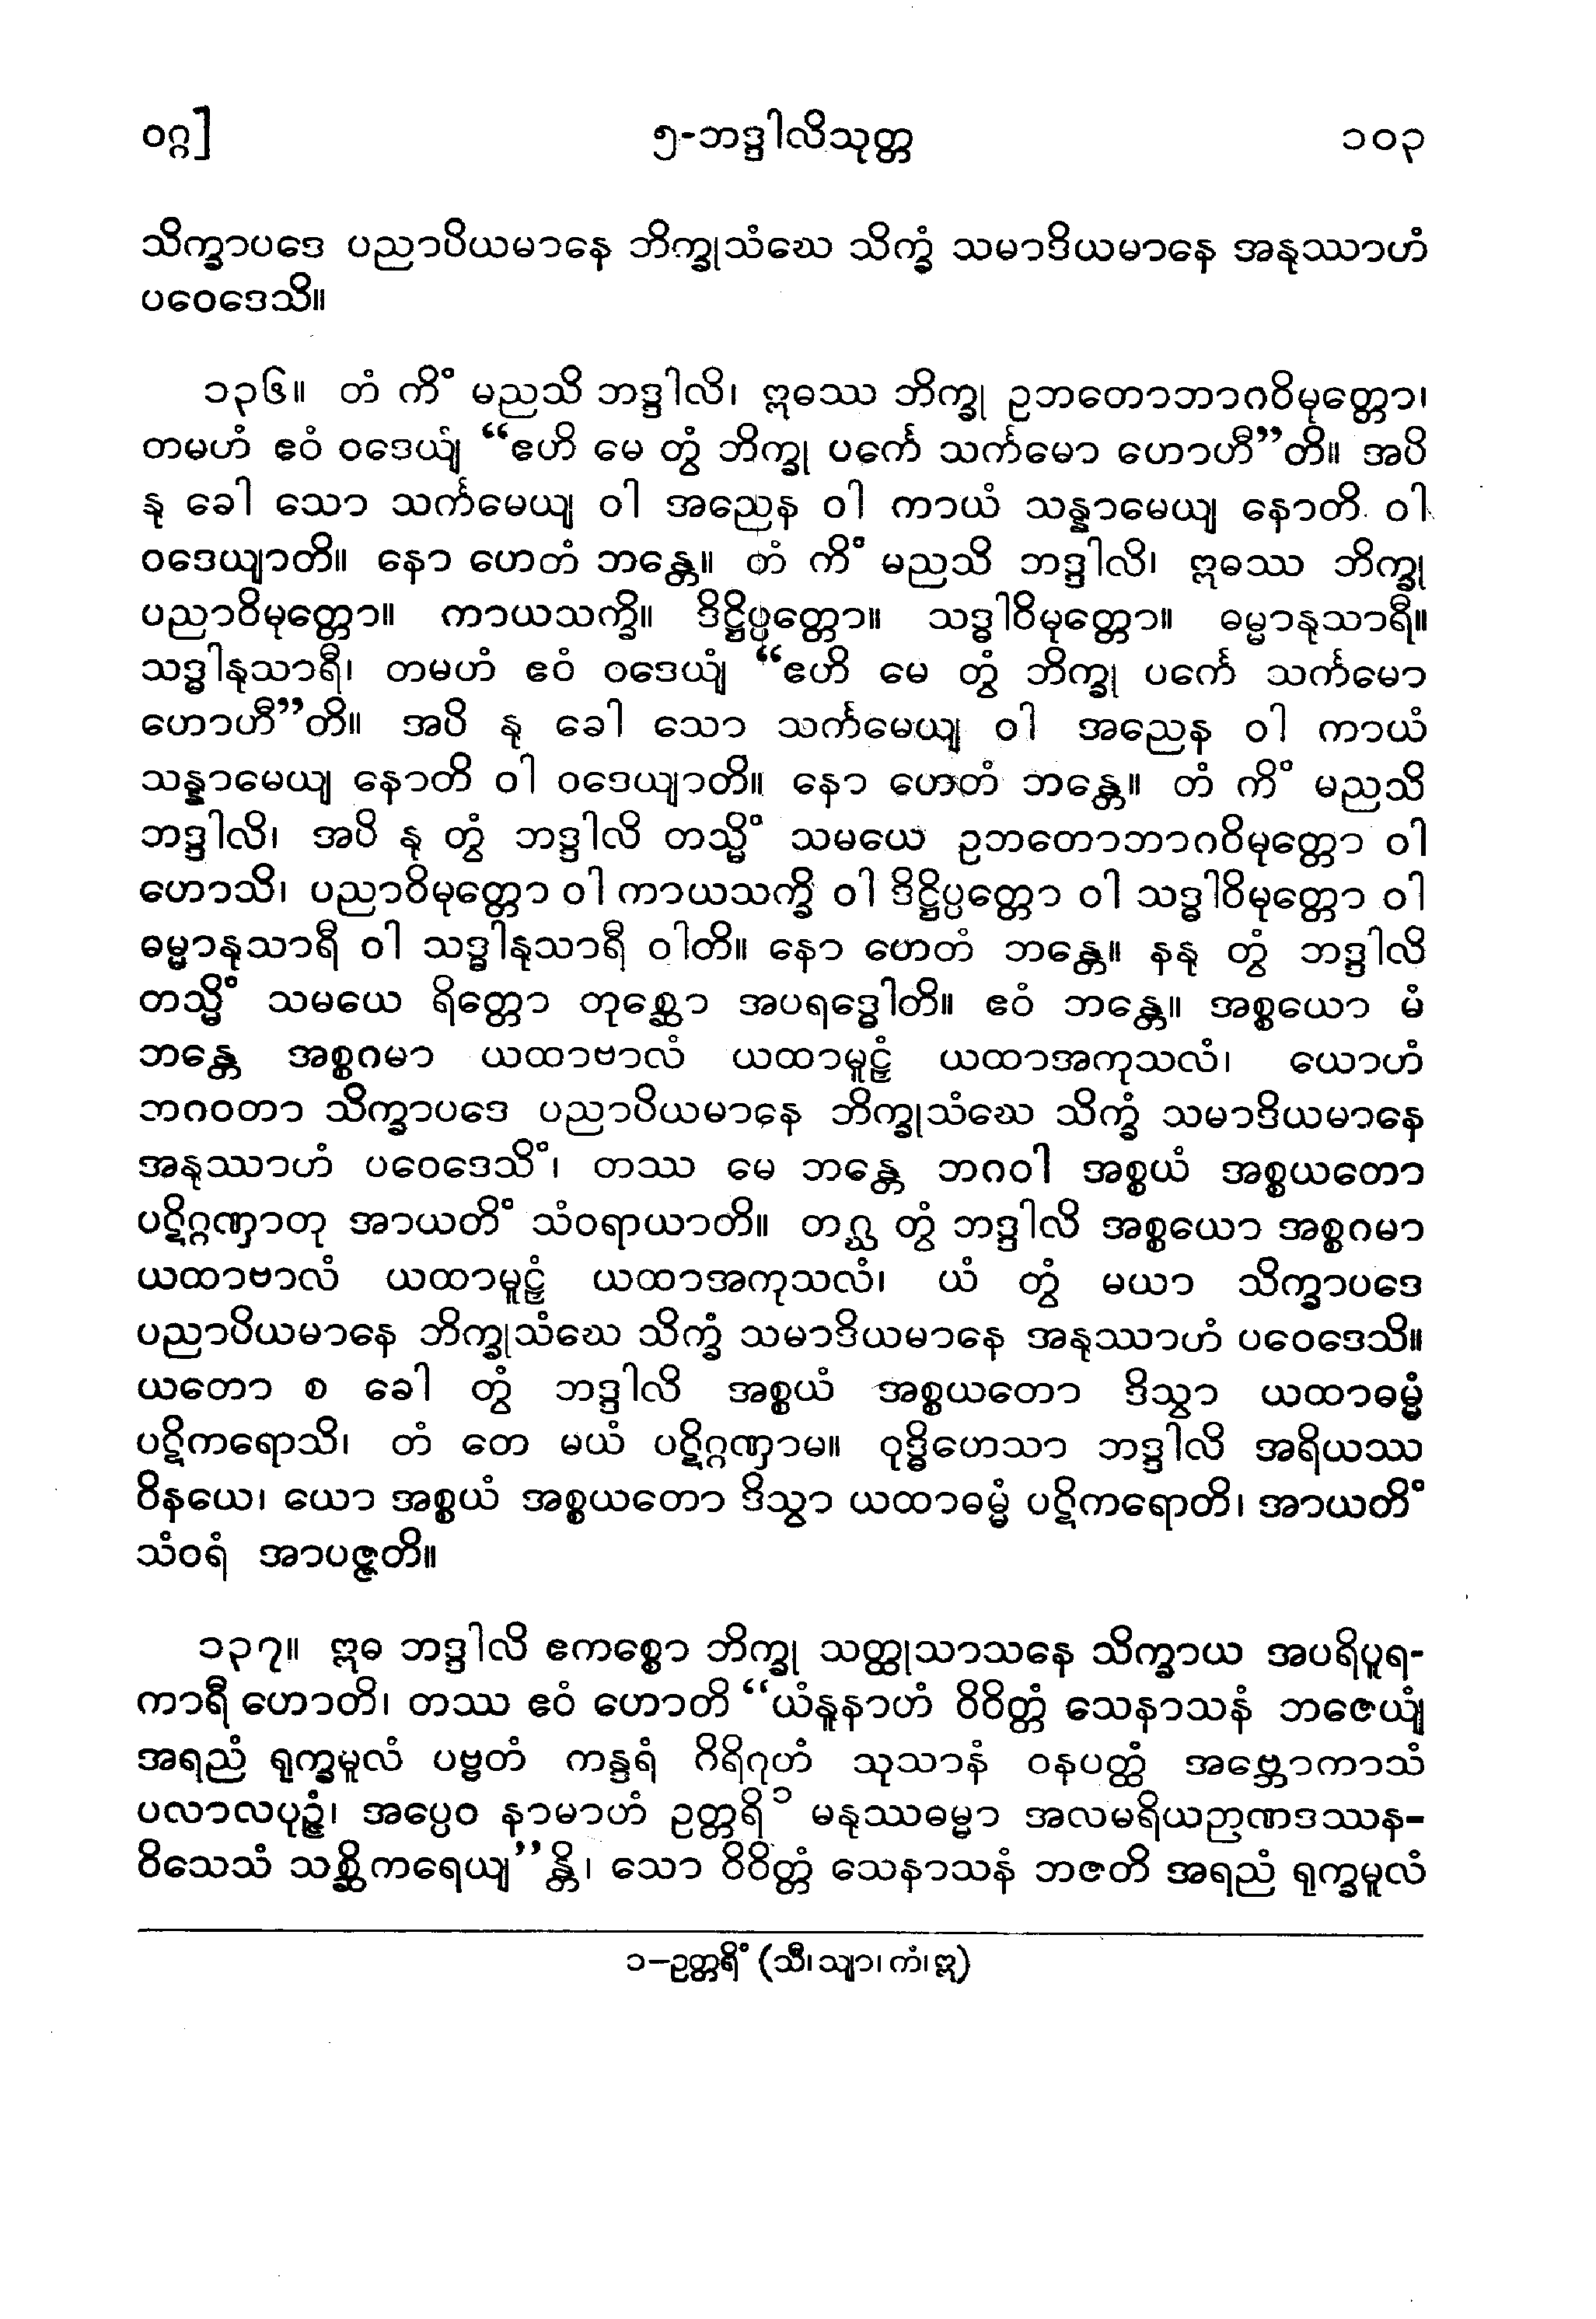 ဝဂ္ဂ] ၅-ဘဒ္ဒါလိသုတ္တ ၁၀၃
သိက္ခာပဒေ ပညာပိယမာနေ ဘိက္ခုသံဃေ သိက္ခံ သမာဒိယမာနေ အနုဿာဟံ
ပဝေဒေသိ။
၁၃၆။ တံ ကိံ မညသိ ဘဒ္ဒါလိ၊ ဣဓဿ ဘိက္ခု ဥဘတောဘာဂဝိမုတ္တော၊
တမဟံ ဧဝံ ဝဒေယျံ “ဧဟိ မေ တွံ ဘိက္ခု ပင်္ကေ သင်္ကမော ဟောဟီ”တိ။ အပိ
နု ခေါ သော သင်္ကမေယျ ဝါ အညေန ဝါ ကာယံ သန္နာမေယျ နောတိ ဝါ
ဝဒေယျာတိ။ နော ဟေတံ ဘန္တေ။ တံ ကိံ မညသိ ဘဒ္ဒါလိ၊ ဣဓဿ ဘိက္ခု
ပညာဝိမုတ္တော။ ကာယသက္ခိ။ ဒိဋ္ဌိပ္ပတ္တော။ သဒ္ဓါဝိမုတ္တော။ ဓမ္မာနုသာရီ။
သဒ္ဓါနုသာရီ၊ တမဟံ ဧဝံ ဝဒေယျံ “ဧဟိ မေ တွံ ဘိက္ခု ပင်္ကေ သင်္ကမော
ဟောဟီ”တိ။ အပိ နု ခေါ သော သင်္ကမေယျ ဝါ အညေန ဝါ ကာယံ
သန္နာမေယျ နောတိ ဝါ ဝဒေယျာတိ။ နော ဟေတံ ဘန္တေ။ တံ ကိံ မညသိ
ဘဒ္ဒါလိ၊ အပိ နု တွံ ဘဒ္ဒါလိ တသ္မိံ သမယေ ဥဘတောဘာဂဝိမုတ္တော ဝါ
ဟောသိ၊ ပညာဝိမုတ္တော ဝါ ကာယသက္ခိ ဝါ ဒိဋ္ဌိပ္ပတ္တော ဝါ သဒ္ဓါဝိမုတ္တော ဝါ
ဓမ္မာနုသာရီ ဝါ သဒ္ဓါနုသာရီ ဝါတိ။ နော ဟေတံ ဘန္တေ။ နနု တွံ ဘဒ္ဒါလိ
တသ္မိံ သမယေ ရိတ္တော တုစ္ဆော အပရဒ္ဓေါတိ။ ဧဝံ ဘန္တေ။ အစ္စယော မံ
ဘန္တေ အစ္စဂမာ ယထာဗာလံ ယထာမူဠှံ ယထာအကုသလံ၊ ယောဟံ
ဘဂဝတာ သိက္ခာပဒေ ပညာပိယမာနေ ဘိက္ခုသံဃေ သိက္ခံ သမာဒိယမာနေ
အနုဿာဟံ ပဝေဒေသိံ၊ တဿ မေ ဘန္တေ ဘဂဝါ အစ္စယံ အစ္စယတော
ပဋိဂ္ဂဏှာတု အာယတိံ သံဝရာယာတိ။ တဂ္ဃ တွံ ဘဒ္ဒါလိ အစ္စယော အစ္စဂမာ
ယထာဗာလံ ယထာမူဠှံ ယထာအကုသလံ၊ ယံ တွံ မယာ သိက္ခာပဒေ
ပညာပိယမာနေ ဘိက္ခုသံဃေ သိက္ခံ သမာဒိယမာနေ အနုဿာဟံ ပဝေဒေသိ။
ယတော စ ခေါ တွံ ဘဒ္ဒါလိ အစ္စယံ အစ္စယတော ဒိသွာ ယထာဓမ္မံ
ပဋိကရောသိ၊ တံ တေ မယံ ပဋိဂ္ဂဏှာမ။ ဝုဒ္ဓိဟေသာ ဘဒ္ဒါလိ အရိယဿ
ဝိနယေ၊ ယော အစ္စယံ အစ္စယတော ဒိသွာ ယထာဓမ္မံ ပဋိကရောတိ၊ အာယတိံ
သံဝရံ အာပဇ္ဇတိ။
၁၃၇။ ဣဓ ဘဒ္ဒါလိ ဧကစ္စော ဘိက္ခု သတ္ထုသာသနေ သိက္ခာယ အပရိပူရ-
ကာရီ ဟောတိ၊ တဿ ဧဝံ ဟောတိ “ယံနူနာဟံ ဝိဝိတ္တံ သေနာသနံ ဘဇေယျံ
အရညံ ရုက္ခမူလံ ပဗ္ဗတံ ကန္ဒရံ ဂိရိဂုဟံ သုသာနံ ဝနပတ္ထံ အဗ္ဘောကာသံ
ပလာလပုဉ္ဇံ၊ အပ္ပေဝ နာမာဟံ ဥတ္တရိ ၁ မနုဿဓမ္မာ အလမရိယဉာဏဒဿန-
ဝိသေသံ သစ္ဆိကရေယျ”န္တိ၊ သော ဝိဝိတ္တံ သေနာသနံ ဘဇတိ အရညံ ရုက္ခမူလံ
၁–ဥတ္တရိံ (သီ၊ သျာ၊ ကံ၊ ဣ)